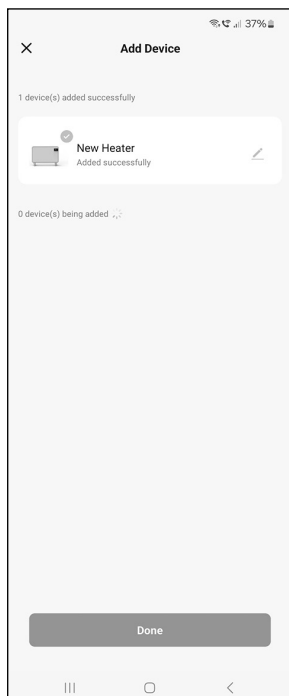 37%
Add Device
1 device(s) added successfully
New Heater
Added successfully
0 device(s) being added
Done